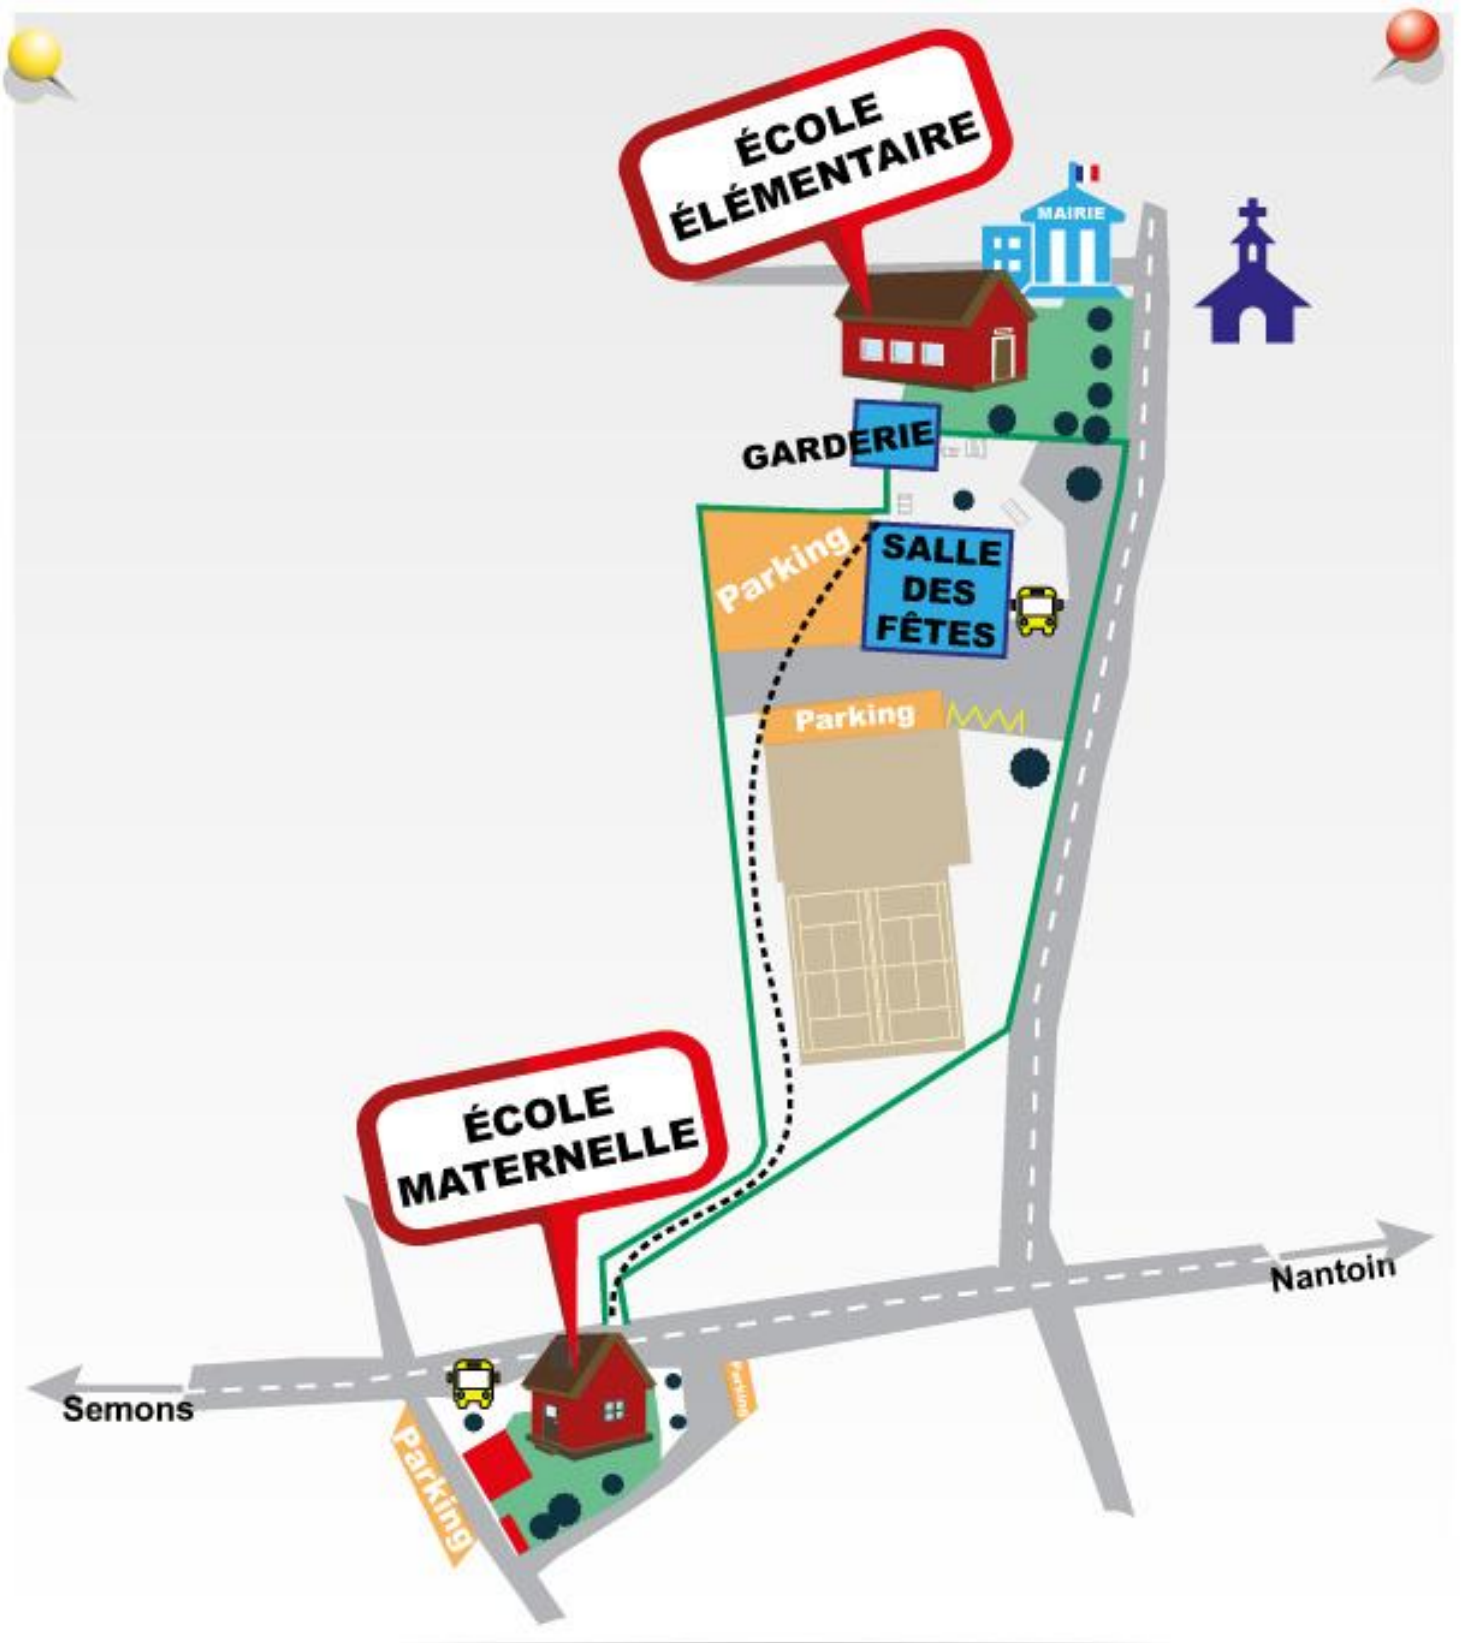 ÉCOLE
ÉLÉMENTAIRE
MAIRIE
GARDERIE
Parking
SALLE
DES
FÊTES
Parking
ÉCOLE
MATERNELLE
Nantoin
Semons
Parking
Parking